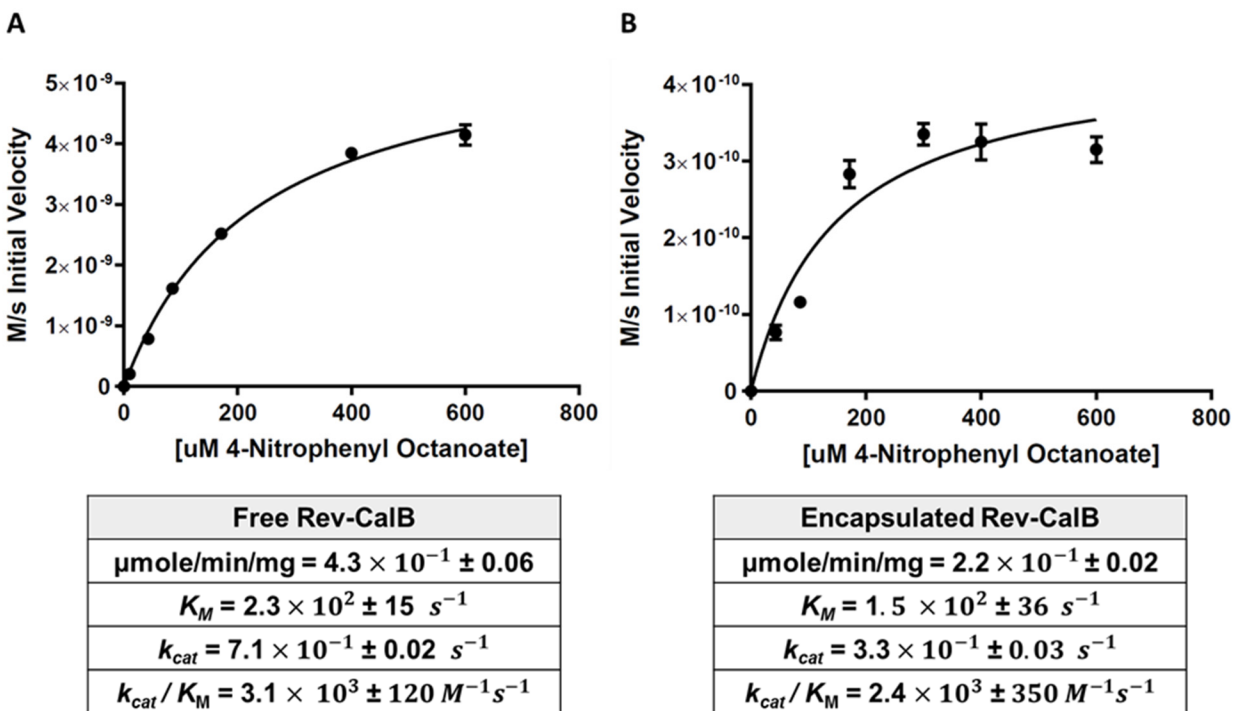 A
5×10⁻⁹
4×10⁻⁹
3×10⁻⁹
2×10⁻⁹
1×10⁻⁹
0
M/s Initial Velocity
0 200 400 600 800
[uM 4-Nitrophenyl Octanoate]
Free Rev-CalB
µmole/min/mg = 4.3 × 10⁻¹ ± 0.06
K_M = 2.3 × 10² ± 15 s⁻¹
k_cat = 7.1 × 10⁻¹ ± 0.02 s⁻¹
k_cat / K_M = 3.1 × 10³ ± 120 M⁻¹s⁻¹
B
4×10⁻¹⁰
3×10⁻¹⁰
2×10⁻¹⁰
1×10⁻¹⁰
0
M/s Initial Velocity
0 200 400 600 800
[uM 4-Nitrophenyl Octanoate]
Encapsulated Rev-CalB
µmole/min/mg = 2.2 × 10⁻¹ ± 0.02
K_M = 1.5 × 10² ± 36 s⁻¹
k_cat = 3.3 × 10⁻¹ ± 0.03 s⁻¹
k_cat / K_M = 2.4 × 10³ ± 350 M⁻¹s⁻¹